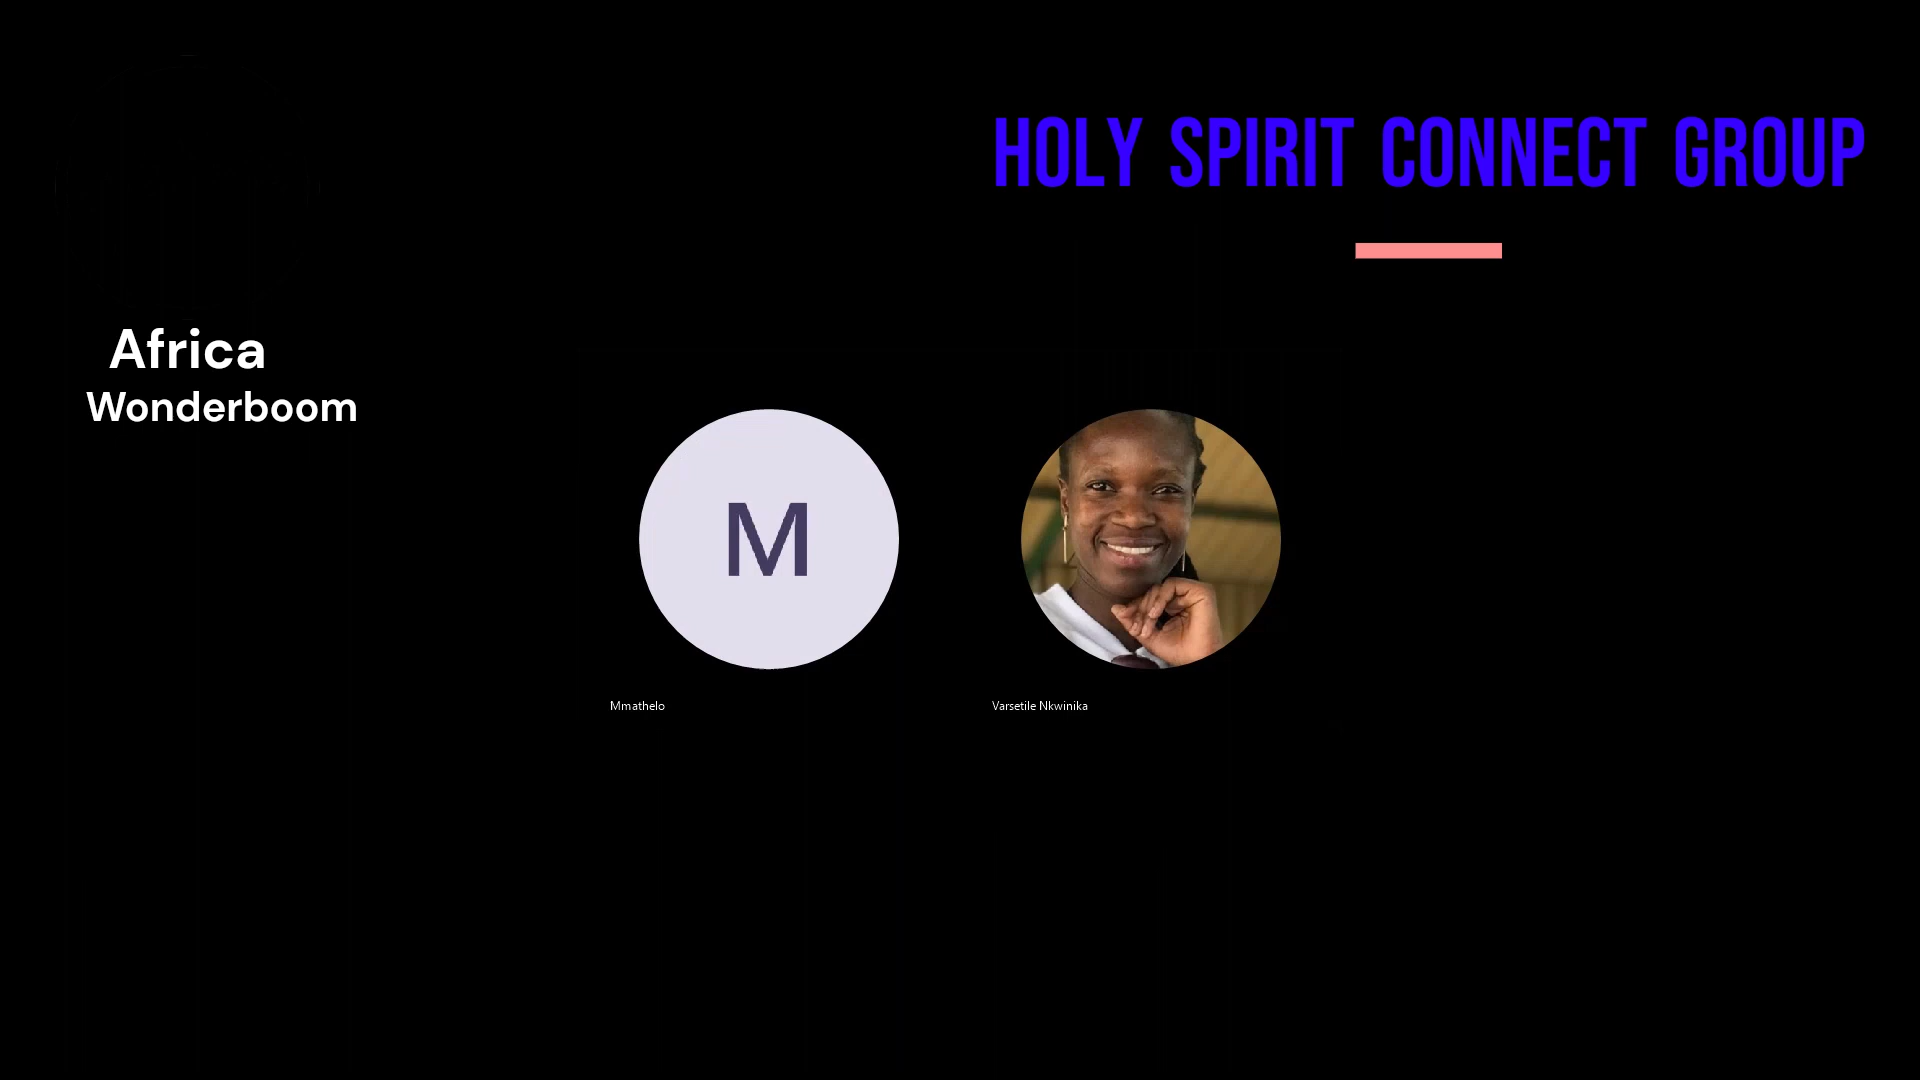 HOLY SPIRIT CONNECT GROUP
Africa
Wonderboom
M
Mmathelo
Varsetile Nkwinika